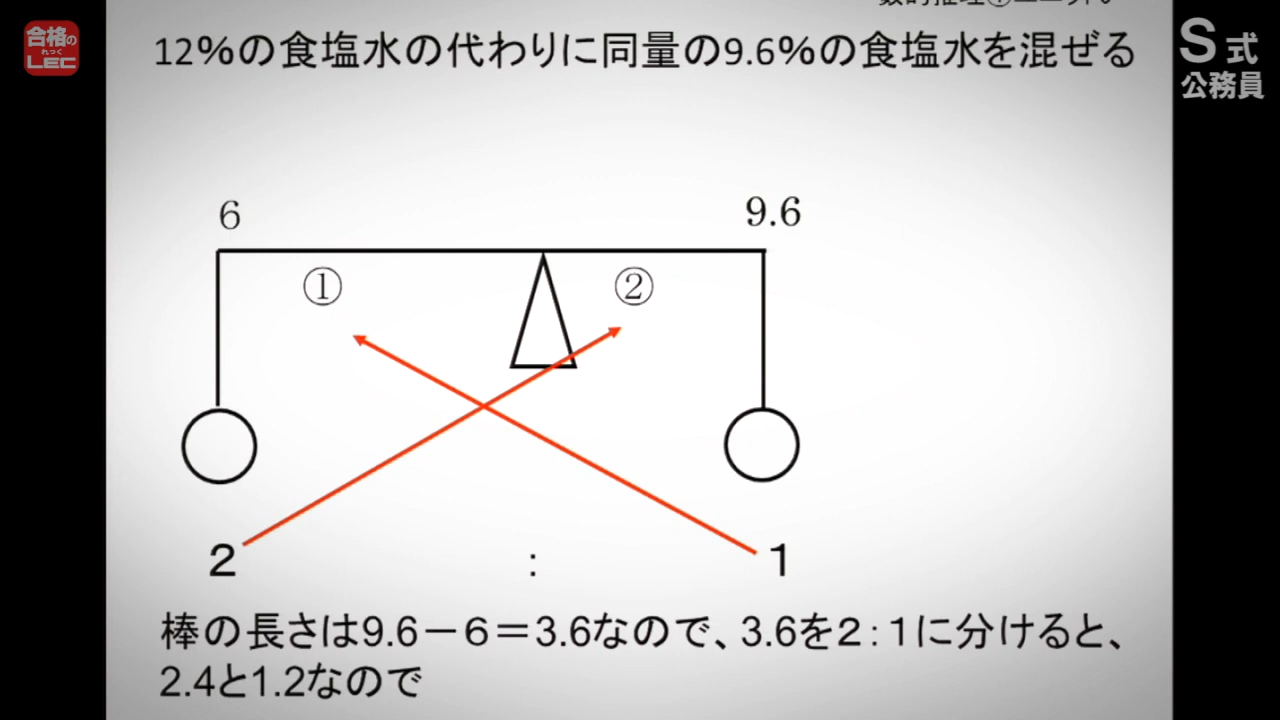 合格の
れっく
LEC
S式
公務員
12%の食塩水の代わりに同量の9.6%の食塩水を混ぜる
6
9.6
①
②
2 : 1
棒の長さは9.6−6＝3.6なので、3.6を2：1に分けると、
2.4と1.2なので